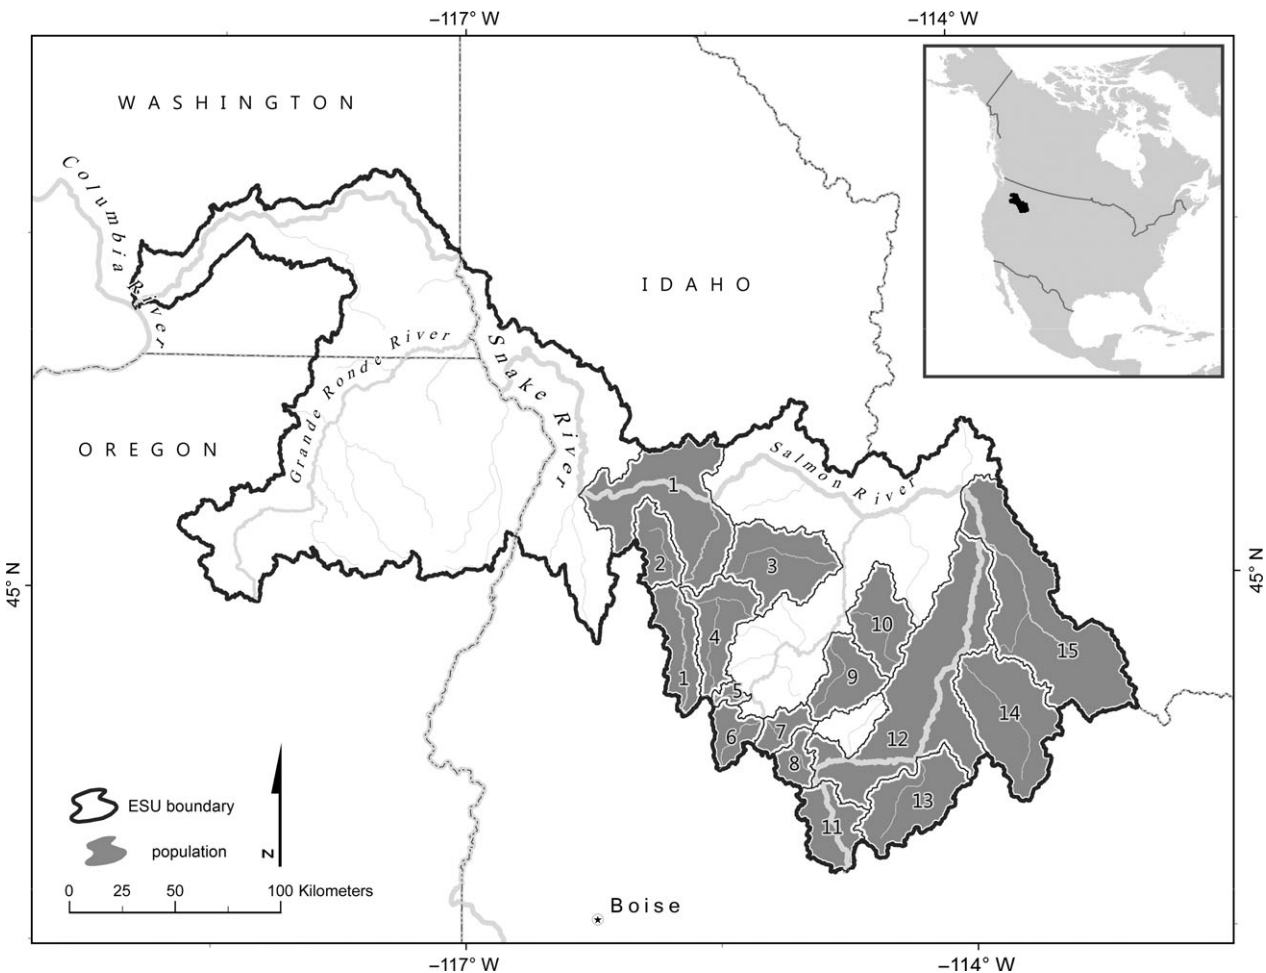 −117° W
−114° W
WASHINGTON
Columbia River
IDAHO
Snake River
Grande Ronde River
OREGON
Salmon River
45° N
45° N
1
2
3
10
4
15
9
1
5
14
6
7
12
8
13
11
ESU boundary
population
N
0 25 50 100 Kilometers
Boise
−117° W
−114° W